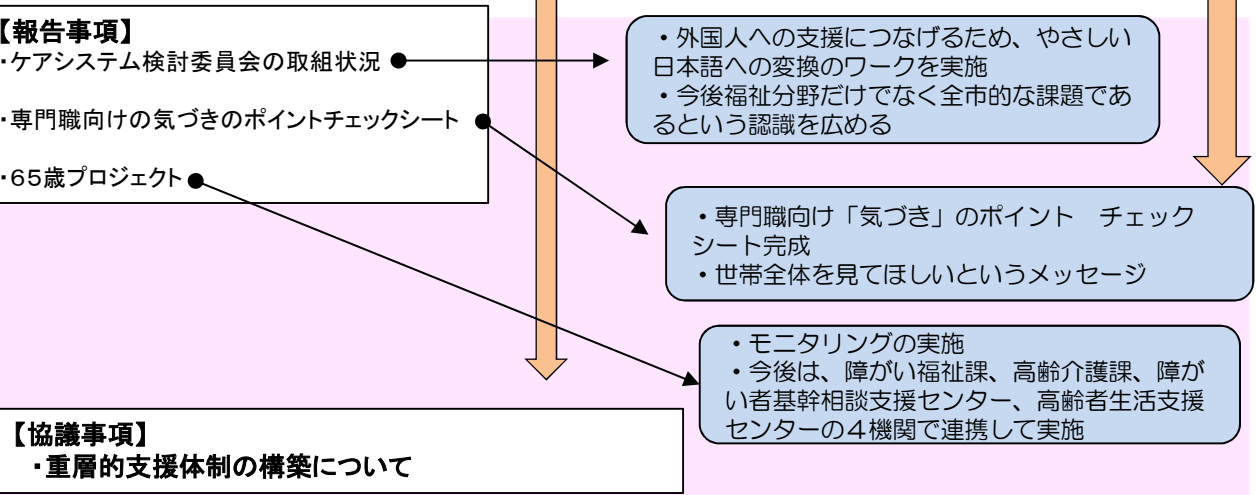 【報告事項】
・ケアシステム検討委員会の取組状況
・専門職向けの気づきのポイントチェックシート
・65歳プロジェクト
・外国人への支援につなげるため、やさしい
日本語への変換のワークを実施
・今後福祉分野だけでなく全市的な課題であ
るという認識を広める
・専門職向け「気づき」のポイント　チェック
シート完成
・世帯全体を見てほしいというメッセージ
・モニタリングの実施
・今後は、障がい福祉課、高齢介護課、障が
い者基幹相談支援センター、高齢者生活支援
センターの４機関で連携して実施
【協議事項】
・重層的支援体制の構築について